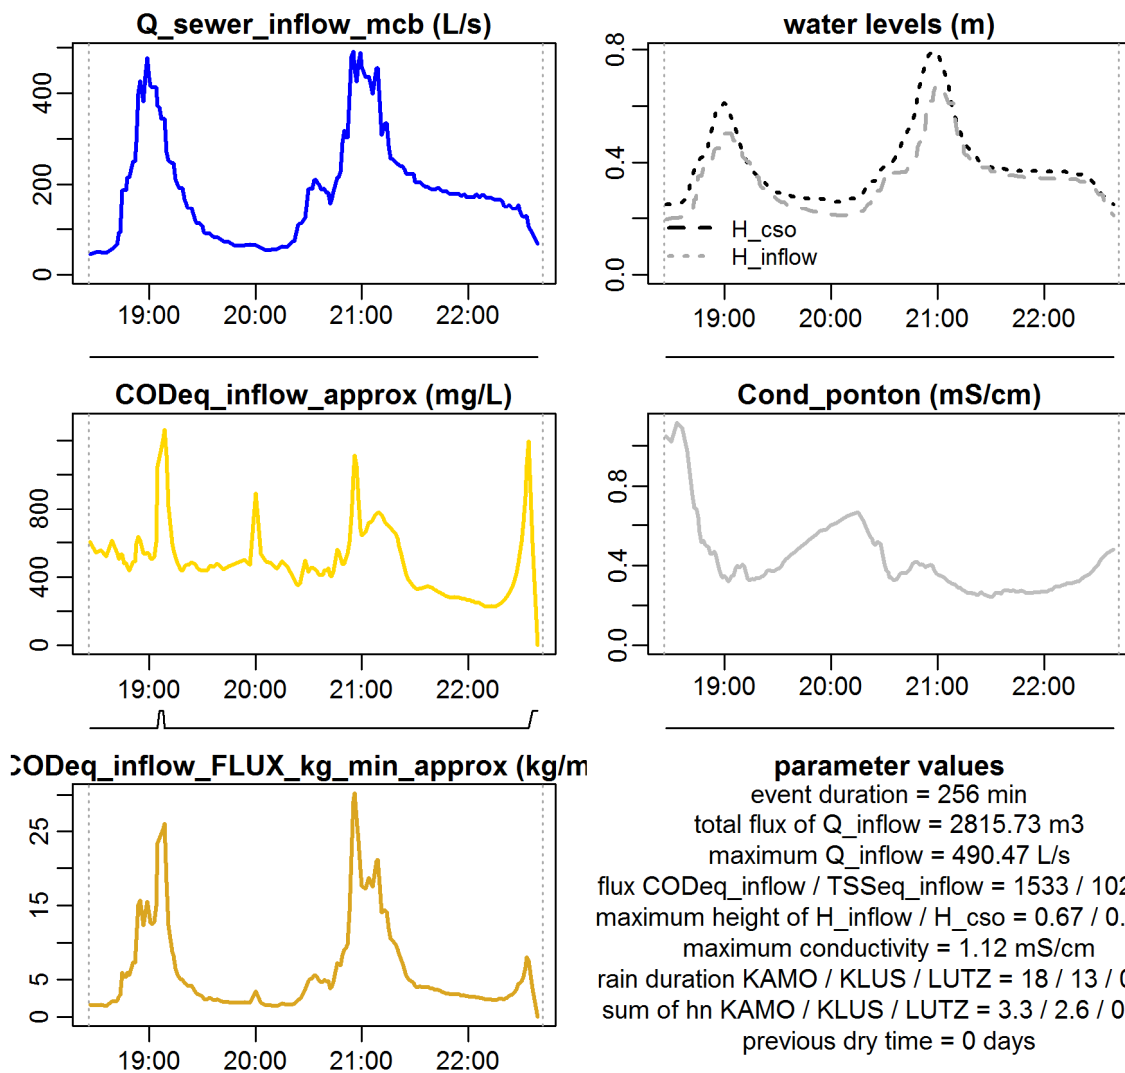 Q_sewer_inflow_mcb (L/s)
0
200
400
19:00 20:00 21:00 22:00
water levels (m)
0.0
0.4
0.8
H_cso
H_inflow
19:00 20:00 21:00 22:00
CODeq_inflow_approx (mg/L)
0
400
800
19:00 20:00 21:00 22:00
Cond_ponton (mS/cm)
0.0
0.4
0.8
19:00 20:00 21:00 22:00
CODeq_inflow_FLUX_kg_min_approx (kg/m
0
5
15
25
19:00 20:00 21:00 22:00
parameter values
event duration = 256 min
total flux of Q_inflow = 2815.73 m3
maximum Q_inflow = 490.47 L/s
flux CODeq_inflow / TSSeq_inflow = 1533 / 102
maximum height of H_inflow / H_cso = 0.67 / 0.
maximum conductivity = 1.12 mS/cm
rain duration KAMO / KLUS / LUTZ = 18 / 13 / 0
sum of hn KAMO / KLUS / LUTZ = 3.3 / 2.6 / 0
previous dry time = 0 days